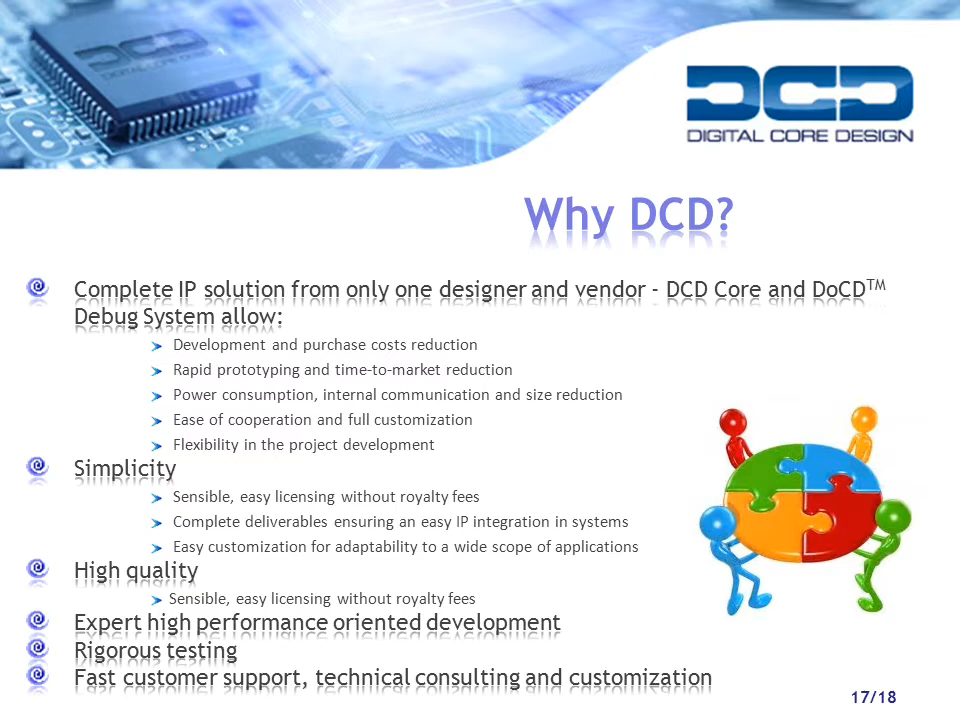 DCD
DIGITAL CORE DESIGN
DCD
DIGITAL CORE DESIGN
Why DCD?
Complete IP solution from only one designer and vendor - DCD Core and DoCD™
Debug System allow:
Development and purchase costs reduction
Rapid prototyping and time-to-market reduction
Power consumption, internal communication and size reduction
Ease of cooperation and full customization
Flexibility in the project development
Simplicity
Sensible, easy licensing without royalty fees
Complete deliverables ensuring an easy IP integration in systems
Easy customization for adaptability to a wide scope of applications
High quality
Sensible, easy licensing without royalty fees
Expert high performance oriented development
Rigorous testing
Fast customer support, technical consulting and customization
17/18